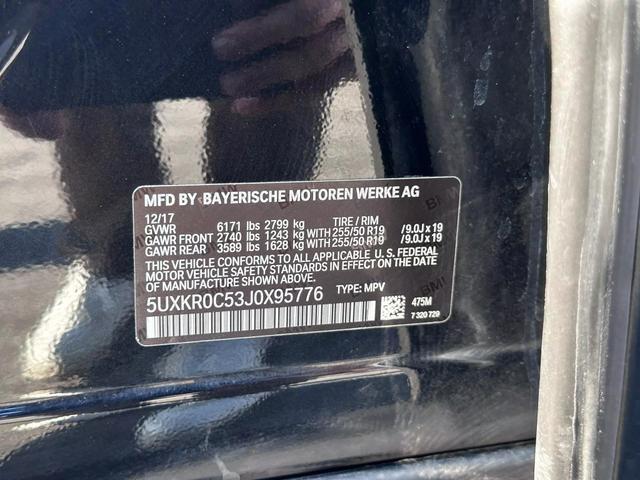 MFD BY BAYERISCHE MOTOREN WERKE AG
12/17
GVWR 6171 lbs 2799 kg TIRE / RIM
GAWR FRONT 2740 lbs 1243 kg WITH 255/50 R19 /9.0J x 19
GAWR REAR 3589 lbs 1628 kg WITH 255/50 R19 /9.0J x 19
THIS VEHICLE CONFORMS TO ALL APPLICABLE U.S. FEDERAL
MOTOR VEHICLE SAFETY STANDARDS IN EFFECT ON THE DATE
OF MANUFACTURE SHOWN ABOVE.
5UXKR0C53J0X95776 TYPE: MPV
475M
7 320 729